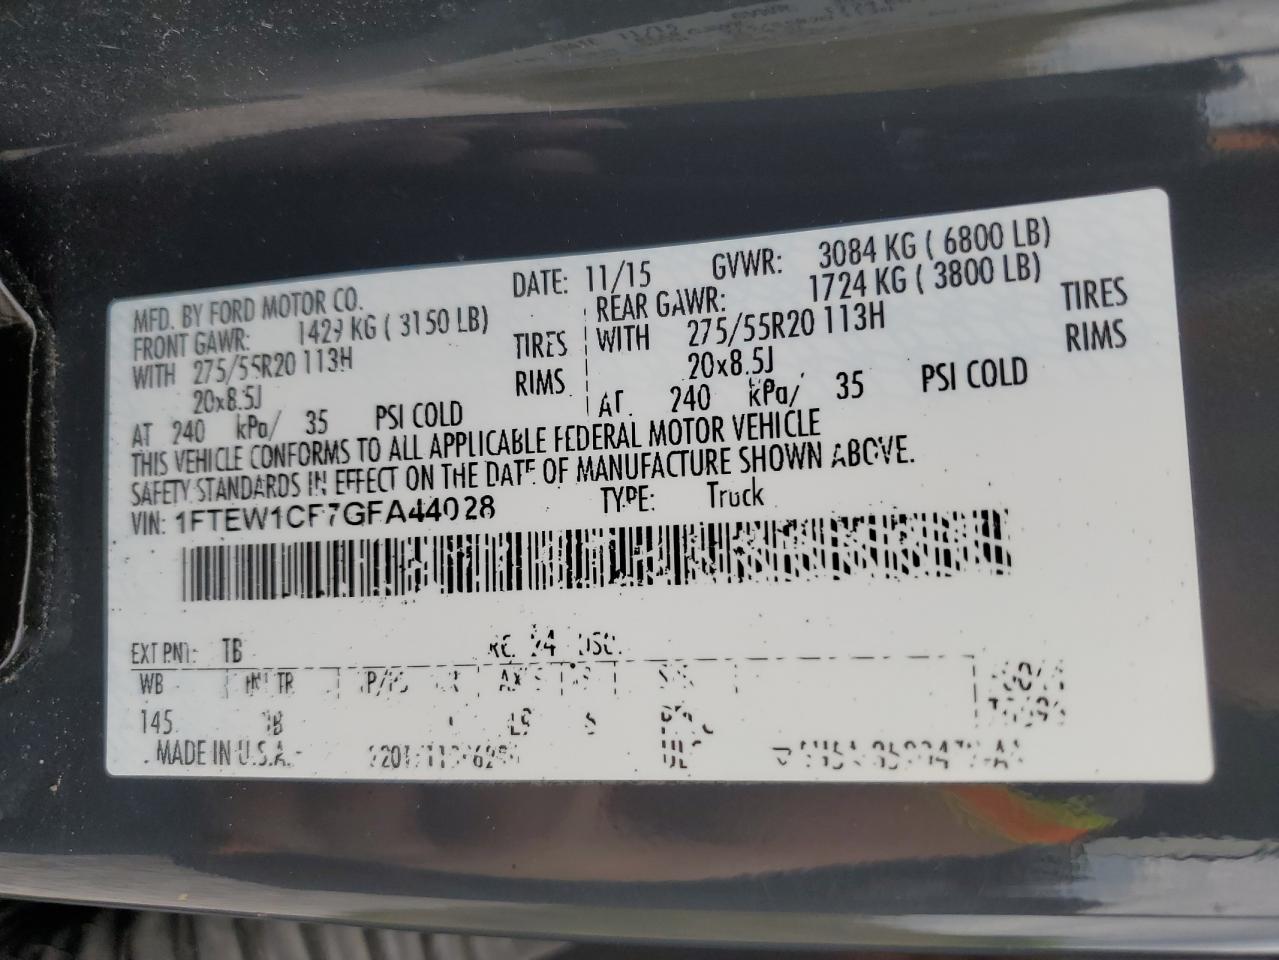 MFD. BY FORD MOTOR CO.
DATE: 11/15 GVWR: 3084 KG ( 6800 LB)
FRONT GAWR: 1429 KG ( 3150 LB) REAR GAWR: 1724 KG ( 3800 LB)
WITH 275/55R20 113H TIRES WITH 275/55R20 113H TIRES
20x8.5J RIMS 20x8.5J RIMS
AT 240 kPa/ 35 PSI COLD AT 240 kPa/ 35 PSI COLD
THIS VEHICLE CONFORMS TO ALL APPLICABLE FEDERAL MOTOR VEHICLE
SAFETY STANDARDS IN EFFECT ON THE DATE OF MANUFACTURE SHOWN ABOVE.
VIN: 1FTEW1CF7GFA44028 TYPE: Truck
EXT PNT: TB
WB INT TR
145
MADE IN U.S.A.